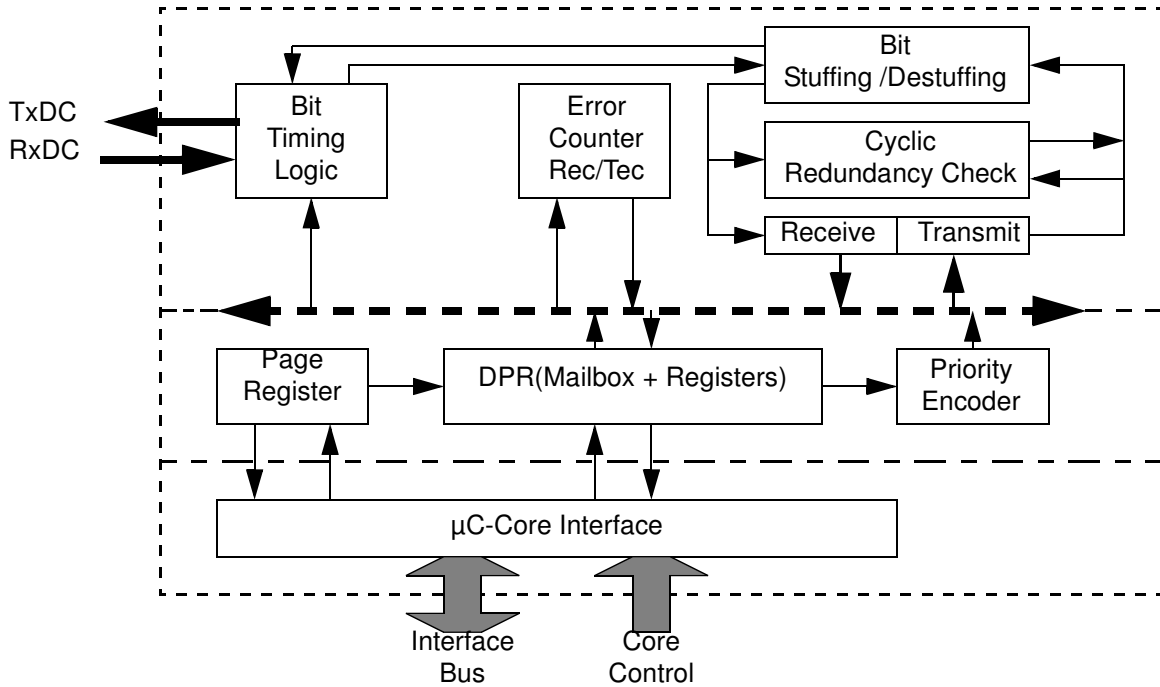 Bit
Stuffing /Destuffing
TxDC
RxDC
Bit
Timing
Logic
Error
Counter
Rec/Tec
Cyclic
Redundancy Check
Receive
Transmit
Page
Register
DPR(Mailbox + Registers)
Priority
Encoder
µC-Core Interface
Interface
Bus
Core
Control